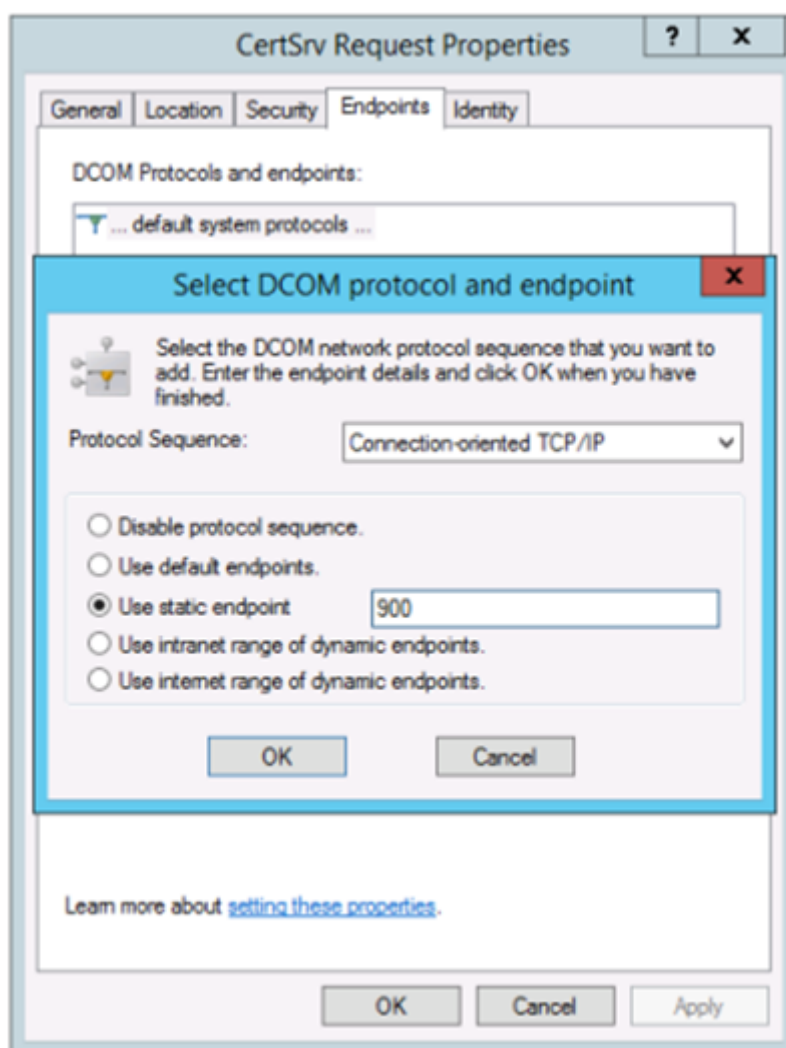 CertSrv Request Properties
? x
General Location Security Endpoints Identity
DCOM Protocols and endpoints:
... default system protocols ...
Select DCOM protocol and endpoint
x
Select the DCOM network protocol sequence that you want to
add. Enter the endpoint details and click OK when you have
finished.
Protocol Sequence: Connection-oriented TCP/IP
Disable protocol sequence.
Use default endpoints.
Use static endpoint 900
Use intranet range of dynamic endpoints.
Use internet range of dynamic endpoints.
OK Cancel
Learn more about setting these properties.
OK Cancel Apply